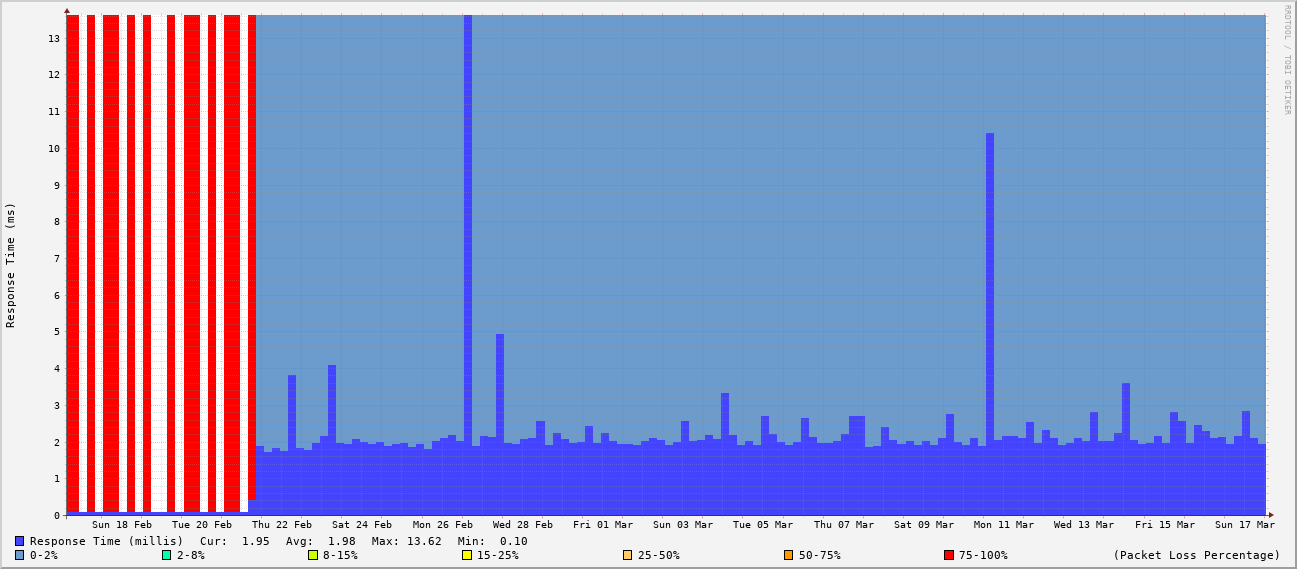 RRDTOOL / TOBI OETIKER
Response Time (ms)
13
12
11
10
9
8
7
6
5
4
3
2
1
0
Sun 18 Feb Tue 20 Feb Thu 22 Feb Sat 24 Feb Mon 26 Feb Wed 28 Feb Fri 01 Mar Sun 03 Mar Tue 05 Mar Thu 07 Mar Sat 09 Mar Mon 11 Mar Wed 13 Mar Fri 15 Mar Sun 17 Mar
Response Time (millis) Cur: 1.95 Avg: 1.98 Max: 13.62 Min: 0.10
0-2% 2-8% 8-15% 15-25% 25-50% 50-75% 75-100% (Packet Loss Percentage)